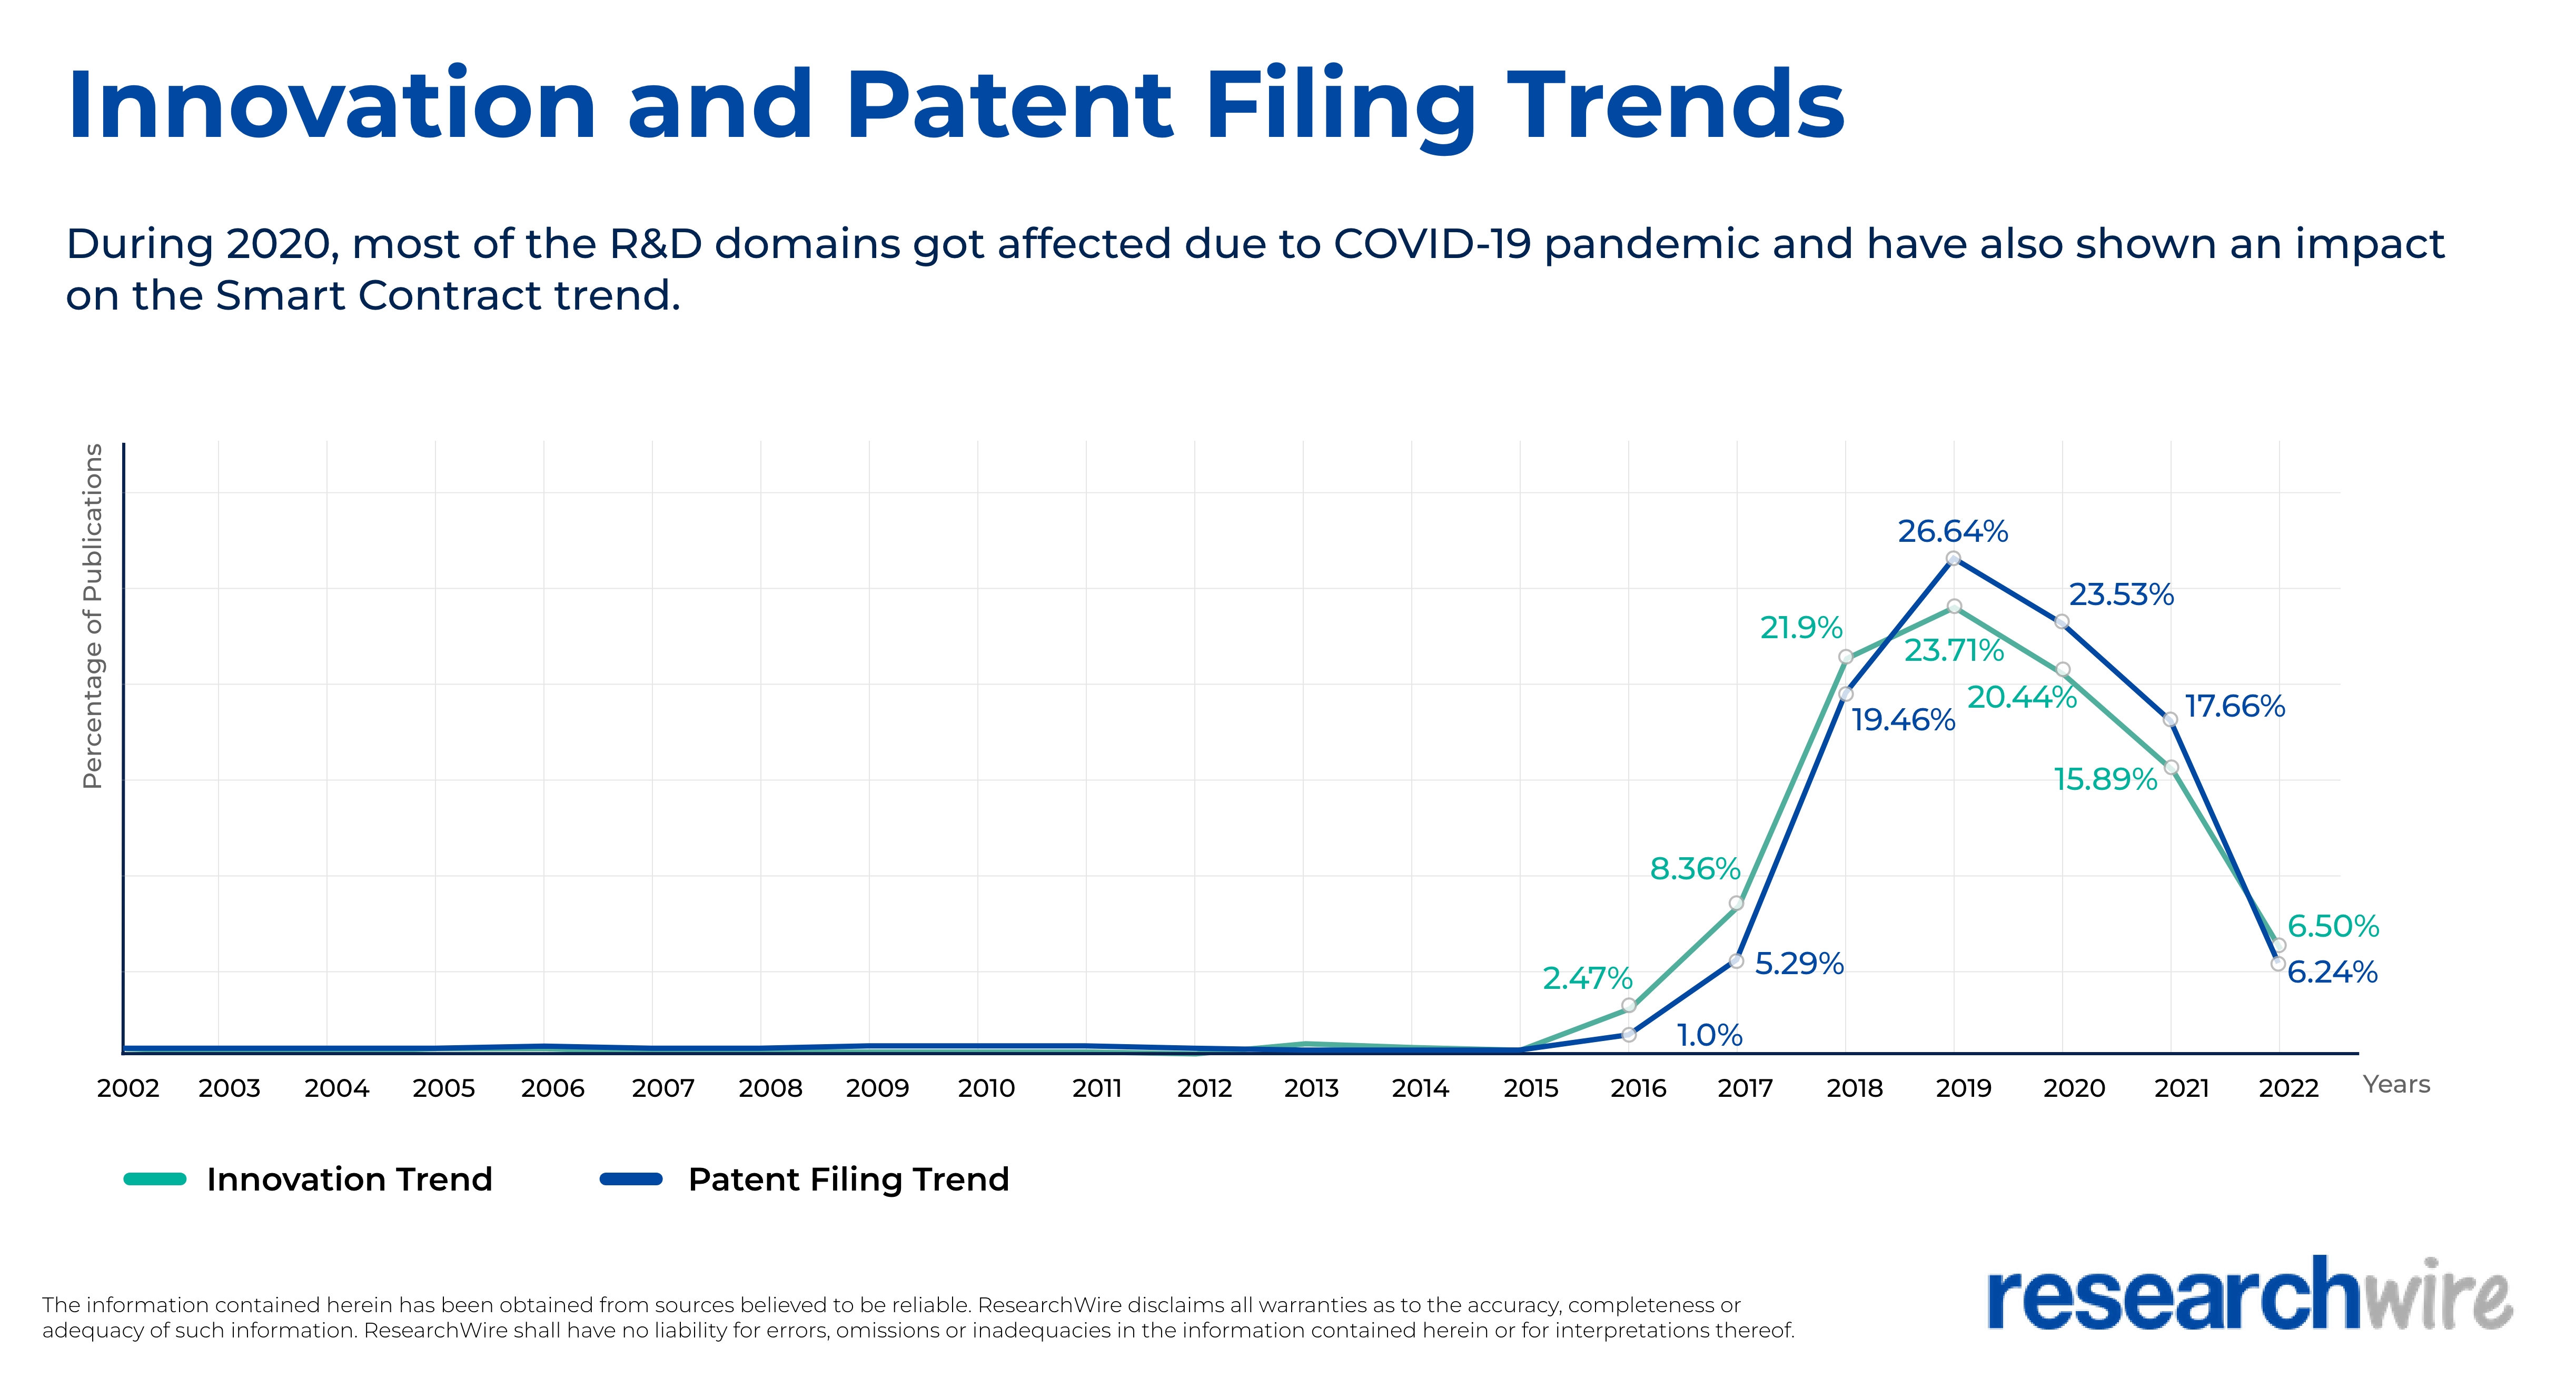 Innovation and Patent Filing Trends
During 2020, most of the R&D domains got affected due to COVID-19 pandemic and have also shown an impact
on the Smart Contract trend.
Percentage of Publications
26.64%
23.53%
21.9%
23.71%
20.44%
19.46%
17.66%
15.89%
8.36%
6.50%
5.29%
6.24%
2.47%
1.0%
2002 2003 2004 2005 2006 2007 2008 2009 2010 2011 2012 2013 2014 2015 2016 2017 2018 2019 2020 2021 2022 Years
Innovation Trend Patent Filing Trend
The information contained herein has been obtained from sources believed to be reliable. ResearchWire disclaims all warranties as to the accuracy, completeness or
adequacy of such information. ResearchWire shall have no liability for errors, omissions or inadequacies in the information contained herein or for interpretations thereof.
researchwire